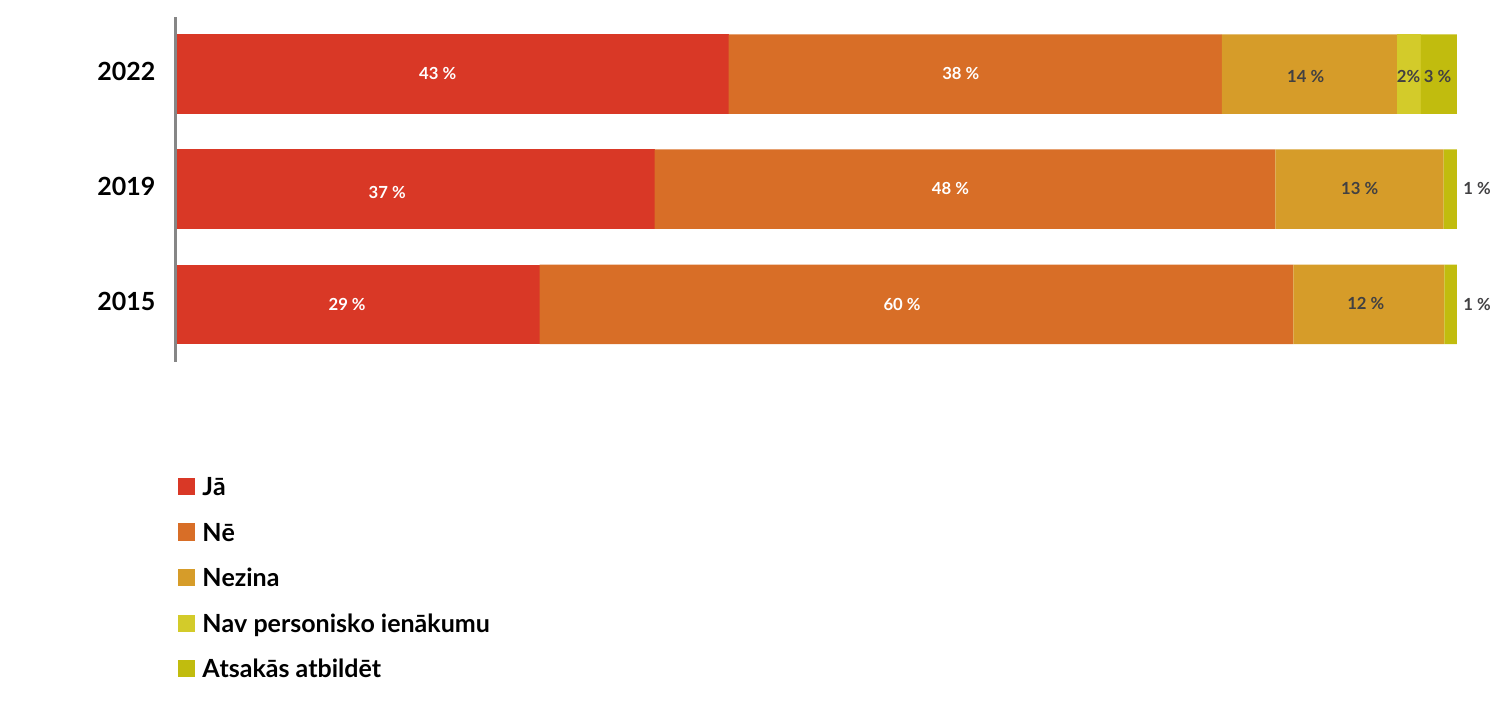 2022 43 % 38 % 14 % 2% 3 %
2019 37 % 48 % 13 % 1 %
2015 29 % 60 % 12 % 1 %
Jā
Nē
Nezina
Nav personisko ienākumu
Atsakās atbildēt